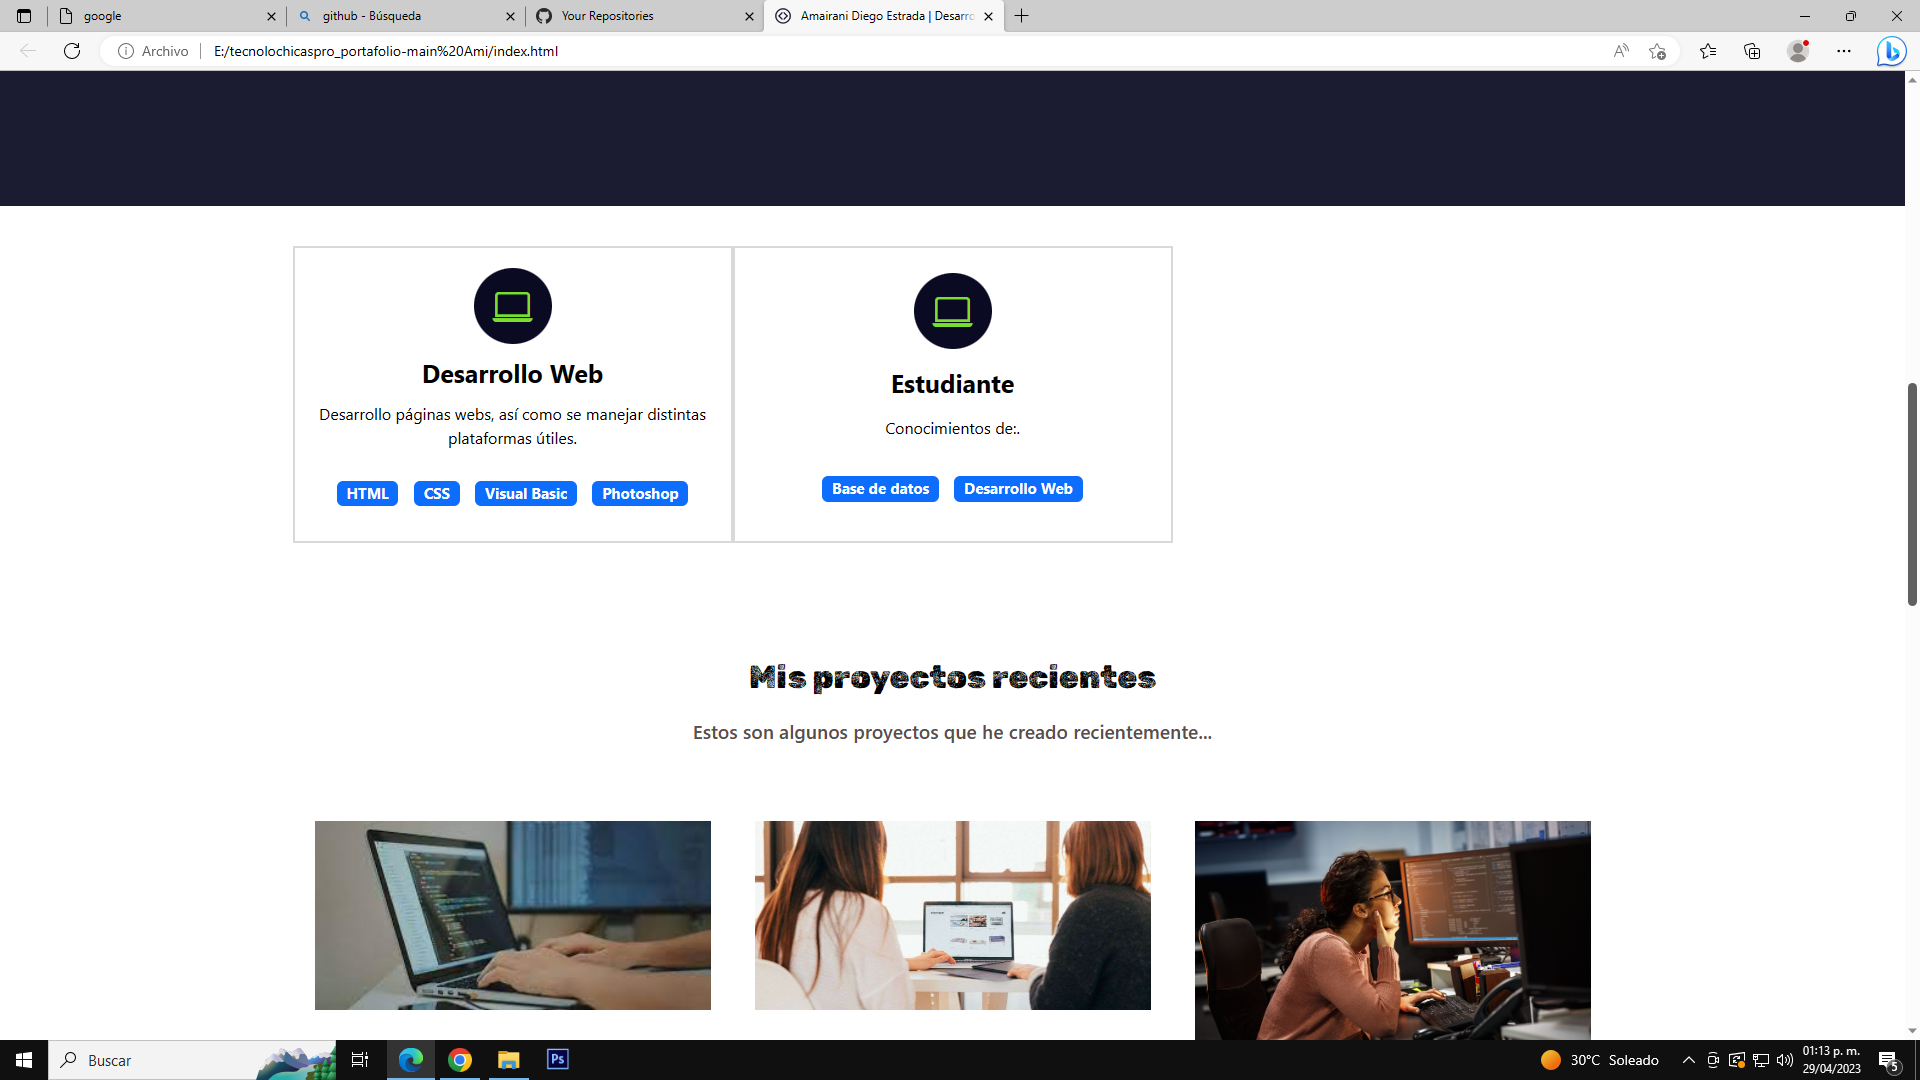 google
github - Búsqueda
Your Repositories
Amairani Diego Estrada | Desarro
Archivo
E:/tecnolochicaspro_portafolio-main%20Ami/index.html
Desarrollo Web
Desarrollo páginas webs, así como se manejar distintas
plataformas útiles.
HTML CSS Visual Basic Photoshop
Estudiante
Conocimientos de:.
Base de datos Desarrollo Web
Mis proyectos recientes
Estos son algunos proyectos que he creado recientemente...
Buscar
Ps
30°C Soleado
01:13 p. m.
29/04/2023
5